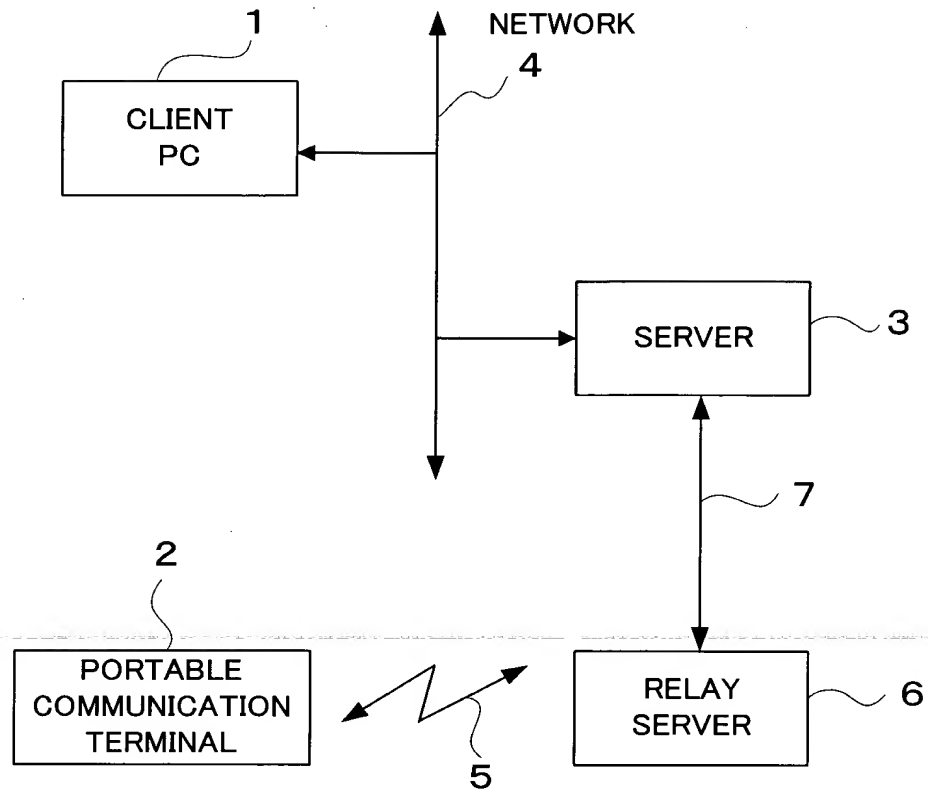 1
NETWORK
4
CLIENT
PC
SERVER
3
7
2
PORTABLE
COMMUNICATION
TERMINAL
5
RELAY
SERVER
6